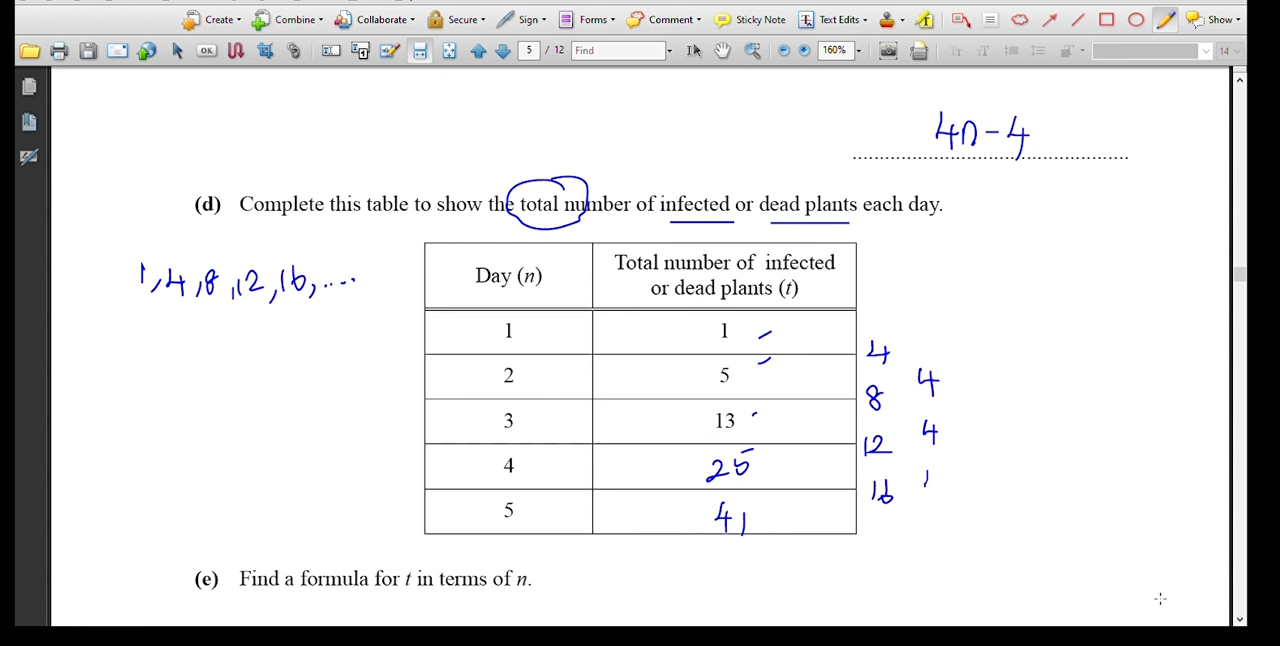 Create Combine Collaborate Secure Sign Forms Comment Sticky Note Text Edits Show
OK 5 / 12 Find 160% 14
4n-4
(d) Complete this table to show the total number of infected or dead plants each day.
1, 4, 8, 12, 16, ....
Day (n) Total number of infected or dead plants (t)
1 1
4
2 5
4
8
3 13
4
12
4 25
16
5 41
(e) Find a formula for t in terms of n.